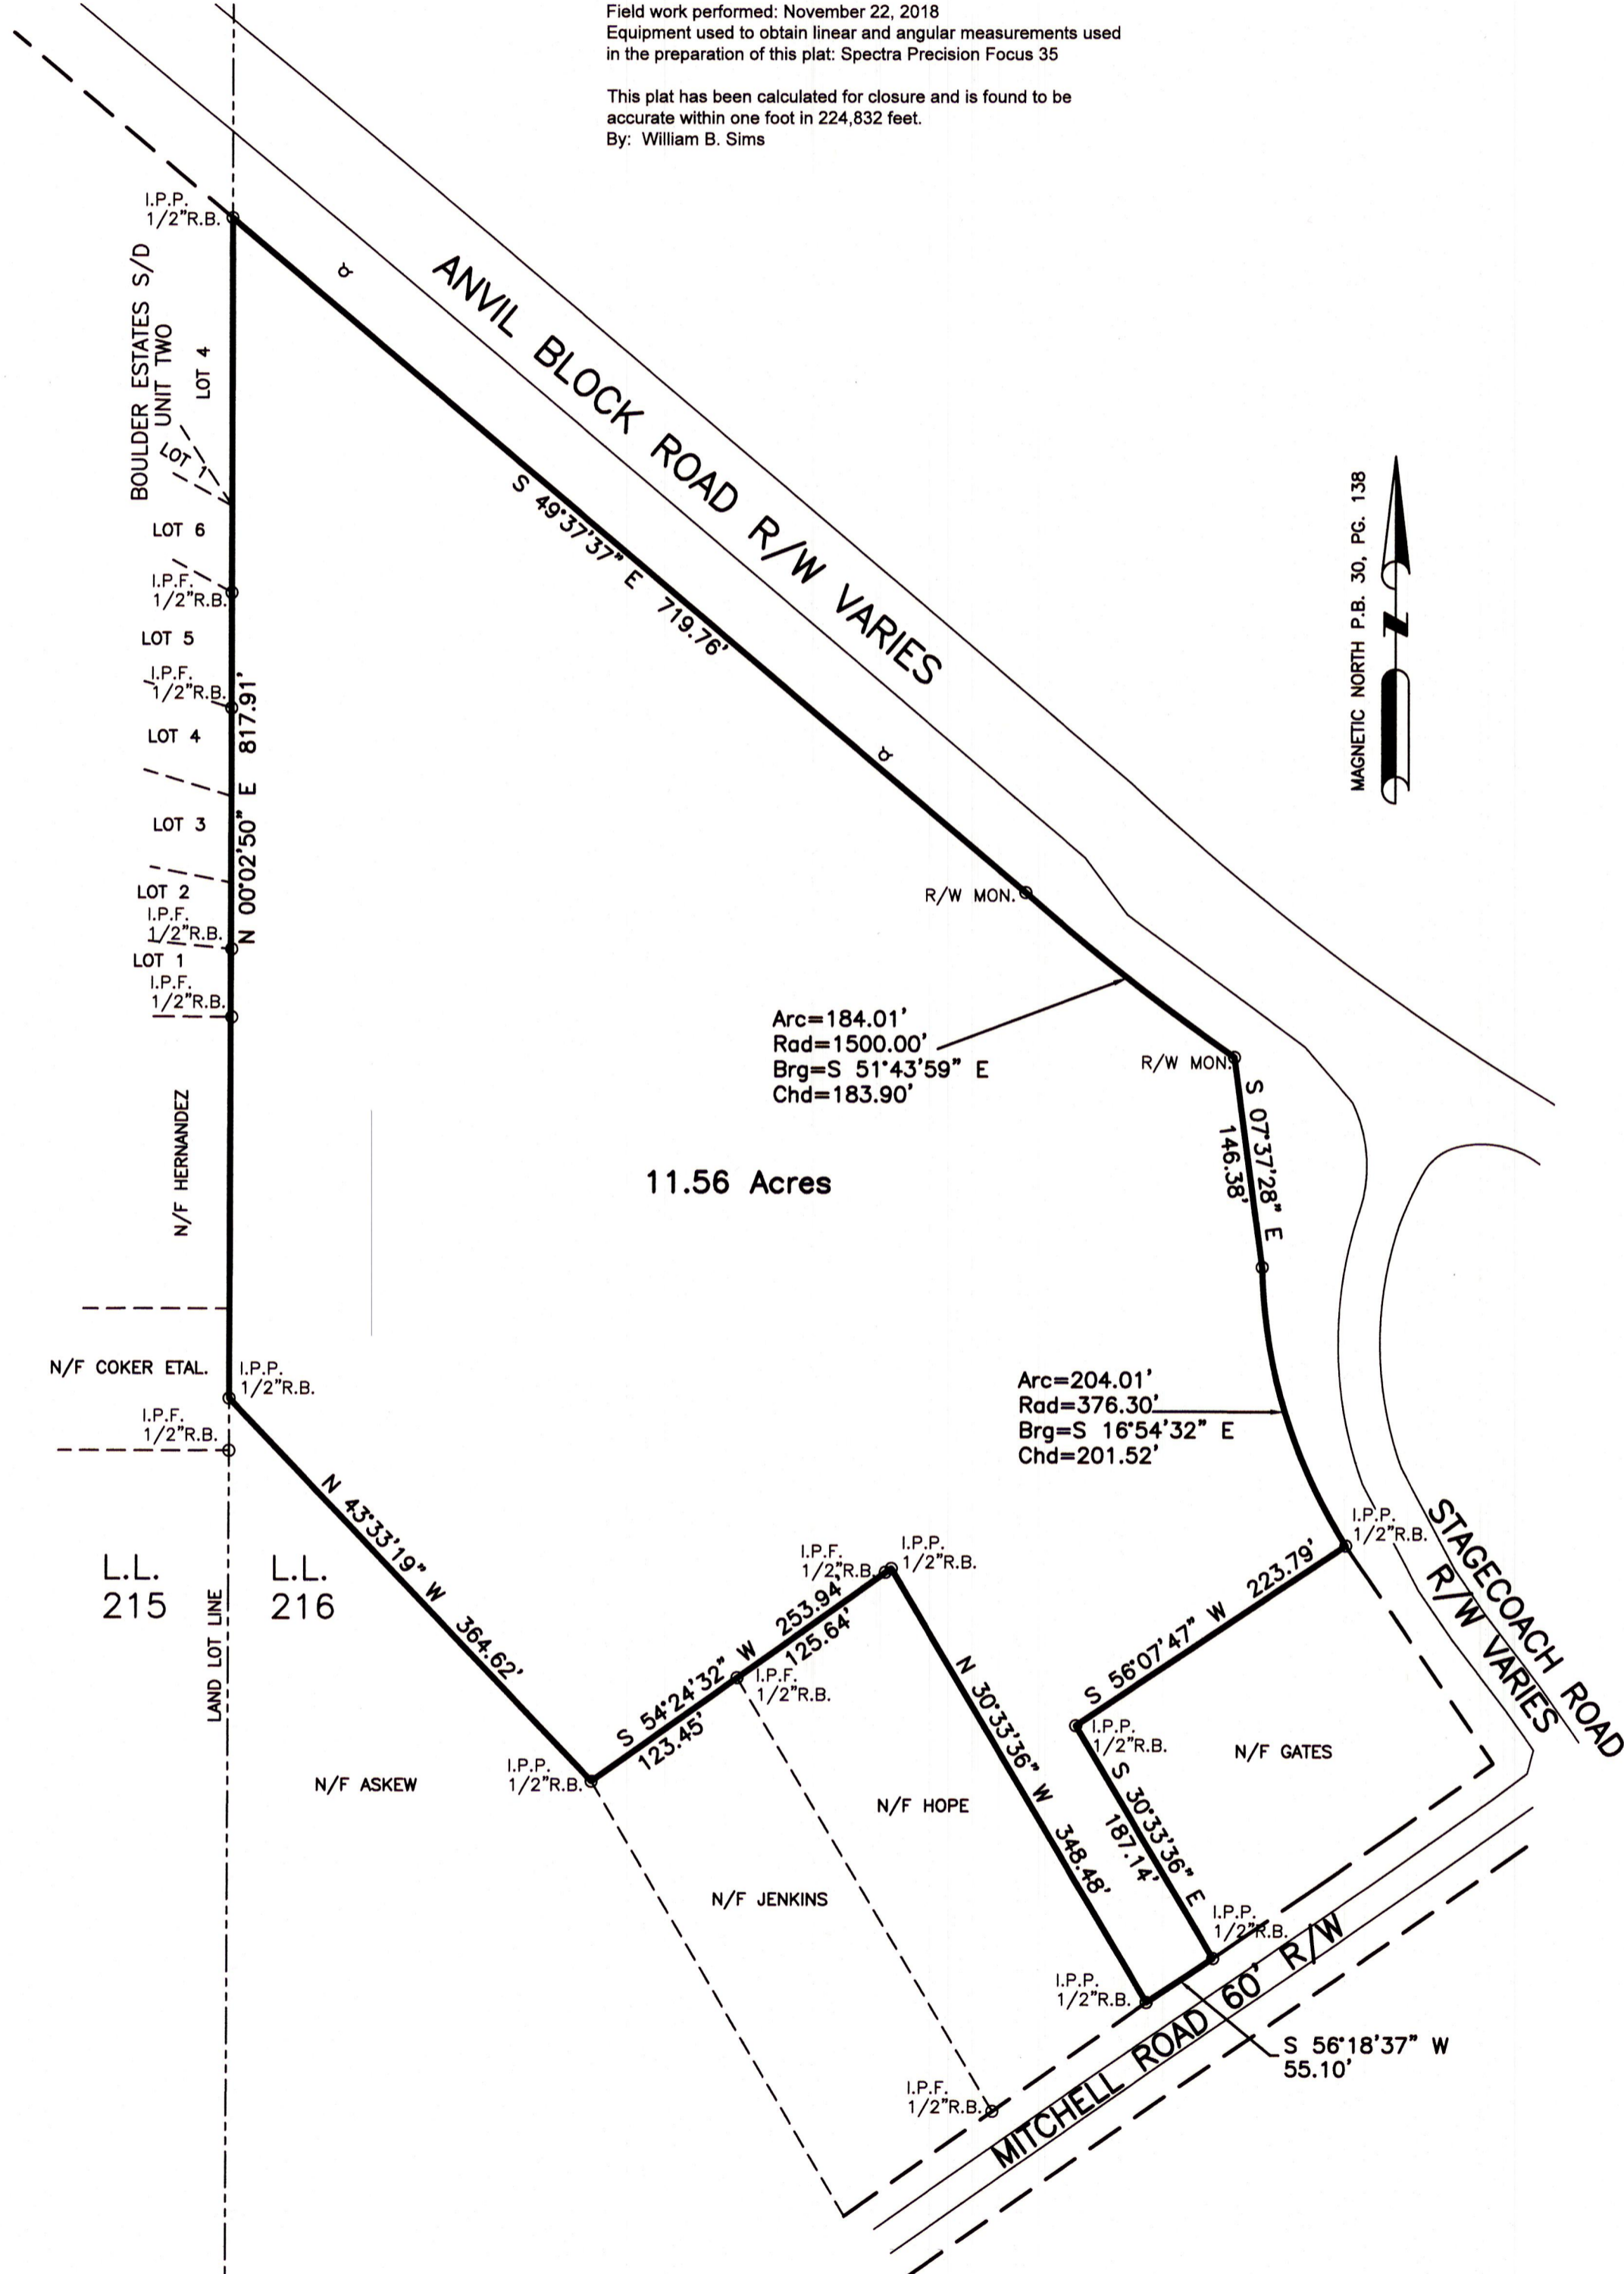 Field work performed: November 22, 2018
Equipment used to obtain linear and angular measurements used
in the preparation of this plat: Spectra Precision Focus 35
This plat has been calculated for closure and is found to be
accurate within one foot in 224,832 feet.
By: William B. Sims
I.P.P.
1/2"R.B.
BOULDER ESTATES S/D
UNIT TWO
LOT 4
LOT 1
LOT 6
I.P.F.
1/2"R.B.
LOT 5
I.P.F.
1/2"R.B.
LOT 4
LOT 3
LOT 2
I.P.F.
1/2"R.B.
LOT 1
I.P.F.
1/2"R.B.
N 00°02'50" E 817.91'
ANVIL BLOCK ROAD R/W VARIES
S 49°37'37" E 719.76'
MAGNETIC NORTH P.B. 30, PG. 138
N
R/W MON.
Arc=184.01'
Rad=1500.00'
Brg=S 51°43'59" E
Chd=183.90'
R/W MON.
S 07°37'28" E
146.38'
11.56 Acres
N/F HERNANDEZ
N/F COKER ETAL.
I.P.P.
1/2"R.B.
I.P.F.
1/2"R.B.
Arc=204.01'
Rad=376.30'
Brg=S 16°54'32" E
Chd=201.52'
N 43°33'19" W 364.62'
L.L.
215
L.L.
216
LAND LOT LINE
I.P.F.
1/2"R.B.
I.P.P.
1/2"R.B.
I.P.P.
1/2"R.B.
STAGECOACH ROAD
R/W VARIES
S 56°07'47" W 223.79'
S 54°24'32" W 253.94'
125.64'
123.45'
I.P.F.
1/2"R.B.
I.P.P.
1/2"R.B.
N 30°33'36" W 348.48'
I.P.P.
1/2"R.B.
S 30°33'36" E
187.14'
N/F GATES
N/F ASKEW
N/F HOPE
N/F JENKINS
I.P.P.
1/2"R.B.
I.P.P.
1/2"R.B.
MITCHELL ROAD 60' R/W
S 56°18'37" W
55.10'
I.P.F.
1/2"R.B.